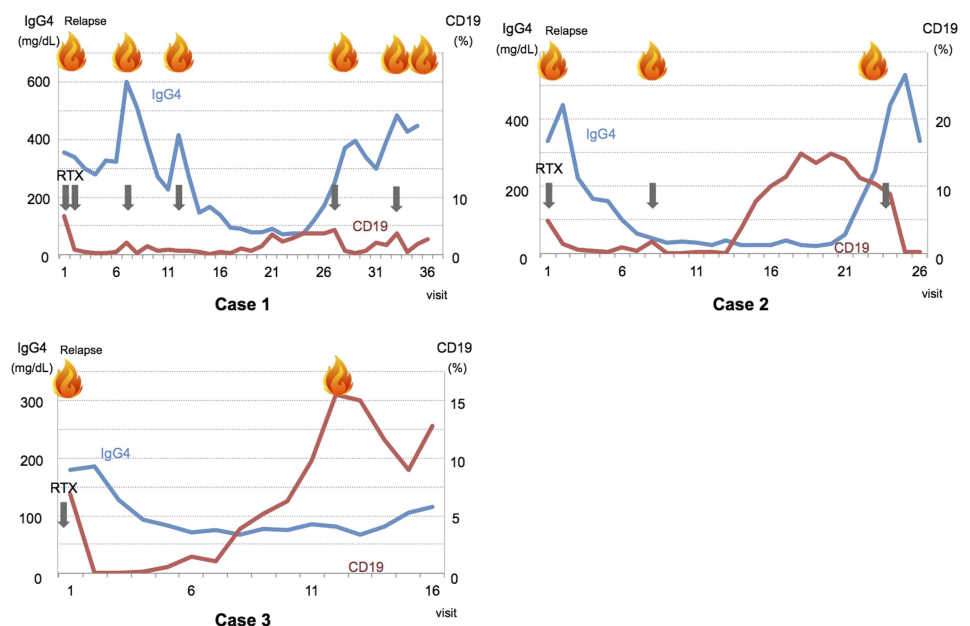 IgG4 Relapse
(mg/dL)
CD19
(%)
600
400
200
0
IgG4
RTX
CD19
10
0
1 6 11 16 21 26 31 36
visit
Case 1
IgG4 Relapse
(mg/dL)
CD19
(%)
400
200
0
IgG4
RTX
CD19
20
10
0
1 6 11 16 21 26
visit
Case 2
IgG4 Relapse
(mg/dL)
CD19
(%)
300
200
100
0
IgG4
RTX
CD19
15
10
5
0
1 6 11 16
visit
Case 3